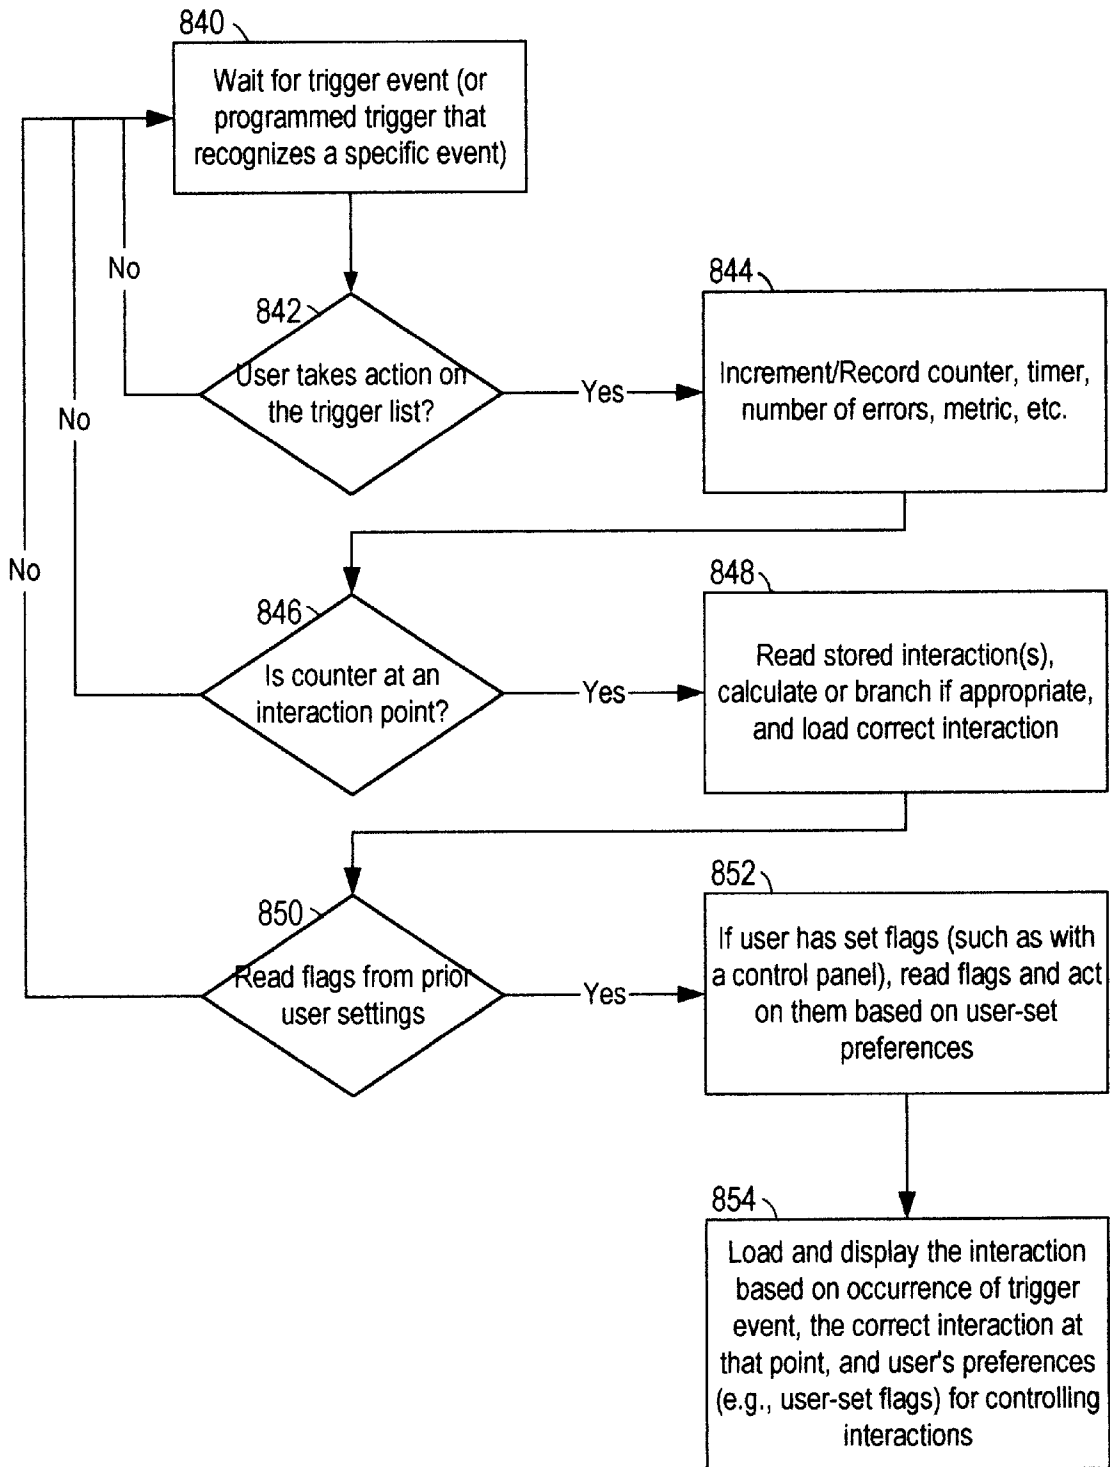 840
Wait for trigger event (or
programmed trigger that
recognizes a specific event)
No
842
User takes action on
the trigger list?
Yes
844
Increment/Record counter, timer,
number of errors, metric, etc.
No
846
Is counter at an
interaction point?
Yes
848
Read stored interaction(s),
calculate or branch if appropriate,
and load correct interaction
No
850
Read flags from prior
user settings
Yes
852
If user has set flags (such as with
a control panel), read flags and act
on them based on user-set
preferences
854
Load and display the interaction
based on occurrence of trigger
event, the correct interaction at
that point, and user's preferences
(e.g., user-set flags) for controlling
interactions